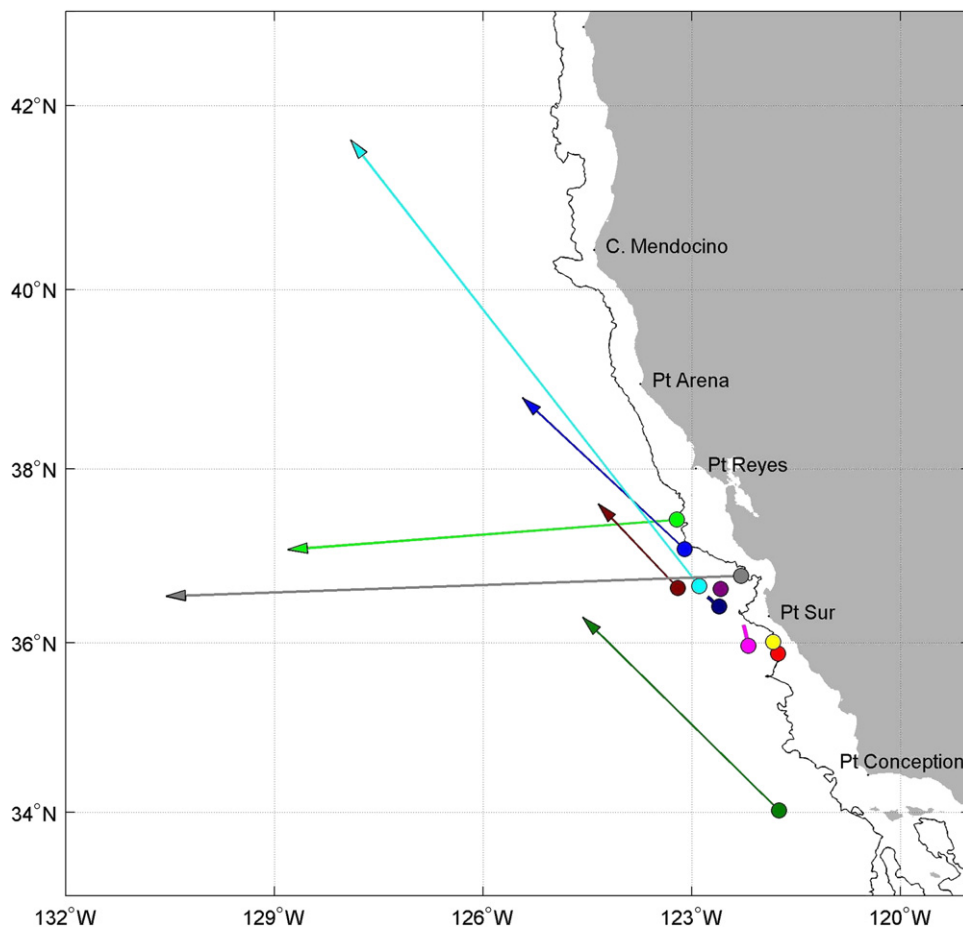 42°N
C. Mendocino
40°N
Pt Arena
38°N
Pt Reyes
Pt Sur
36°N
Pt Conception
34°N
132°W 129°W 126°W 123°W 120°W